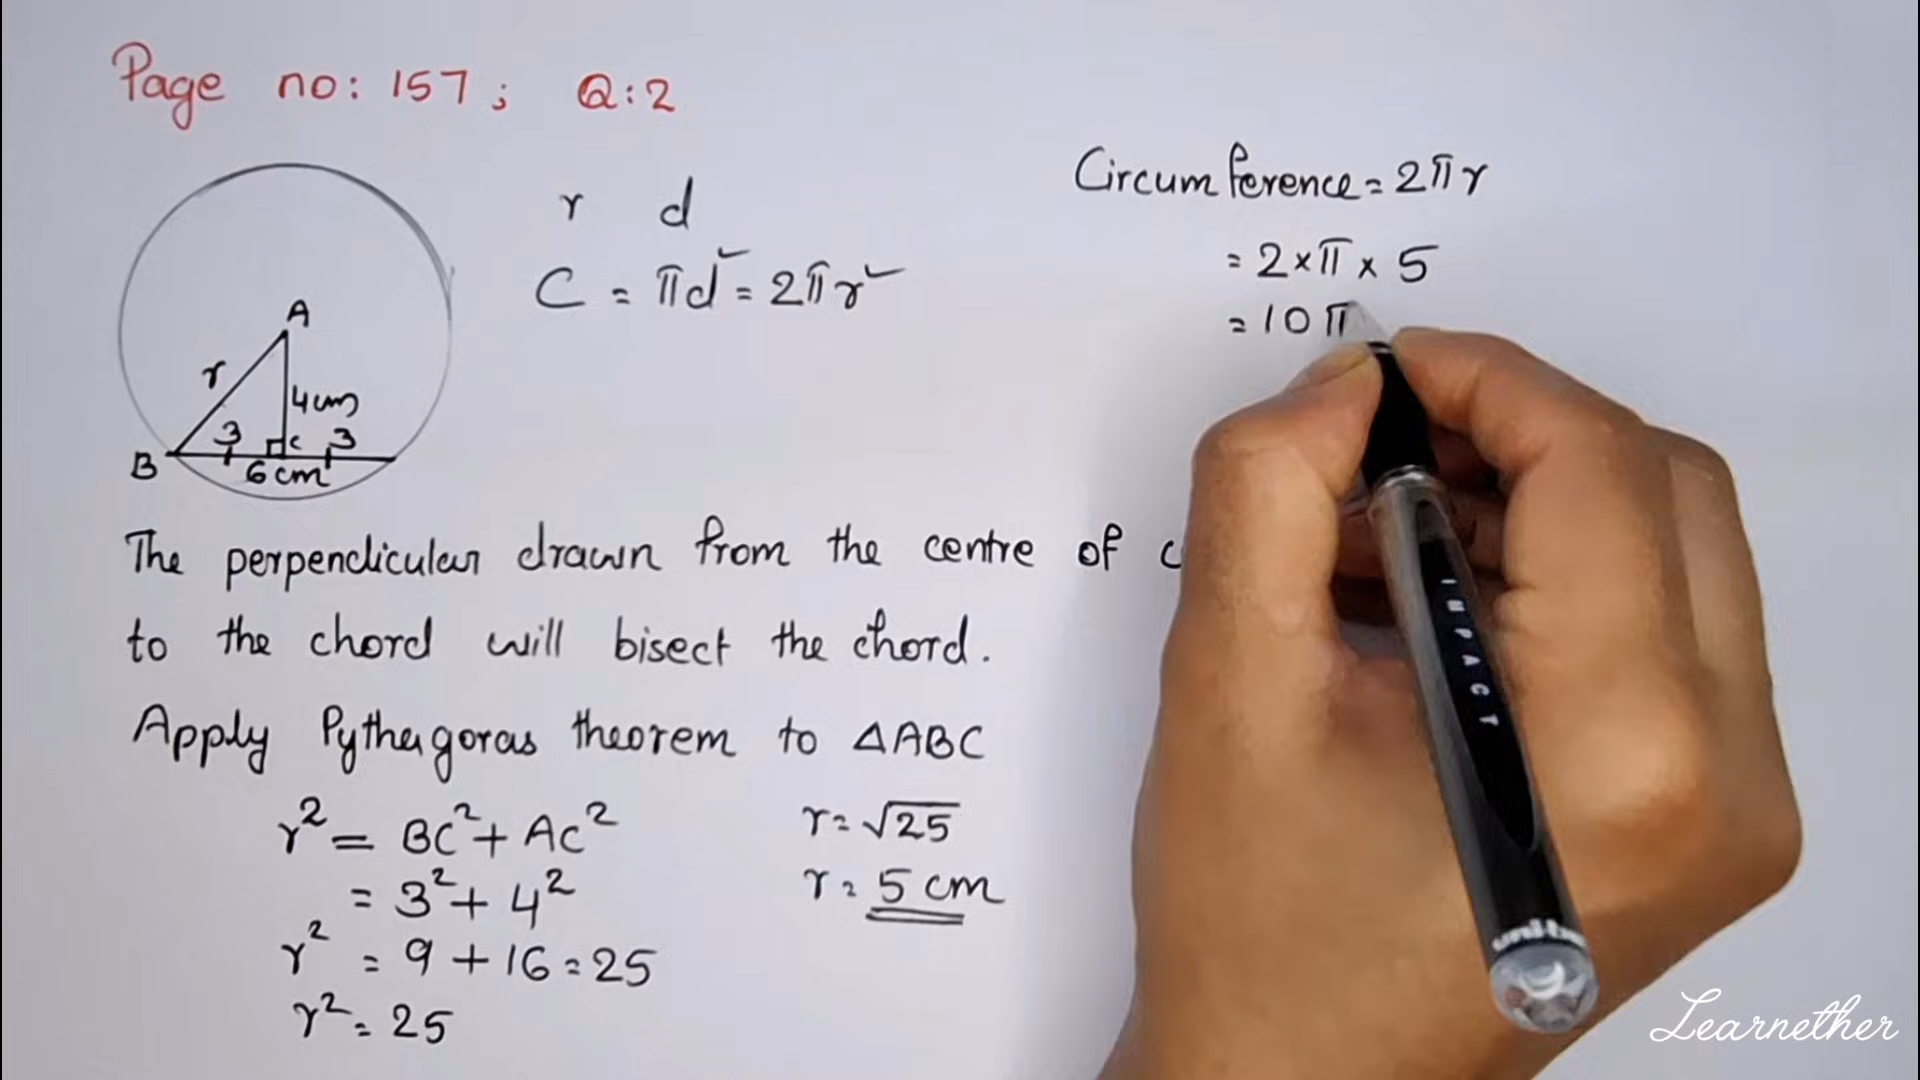 Page no: 157; Q:2
r d
C = πd = 2πr
A
r
4cm
3 C 3
B
6cm
Circumference = 2πr
= 2×π× 5
= 10π
The perpendicular drawn from the centre of c
to the chord will bisect the chord.
Apply Pythagoras theorem to ΔABC
r² = BC² + AC²
= 3² + 4²
r² = 9 + 16 = 25
r² = 25
r = √25
r = 5 cm
IMPACT
Learnether